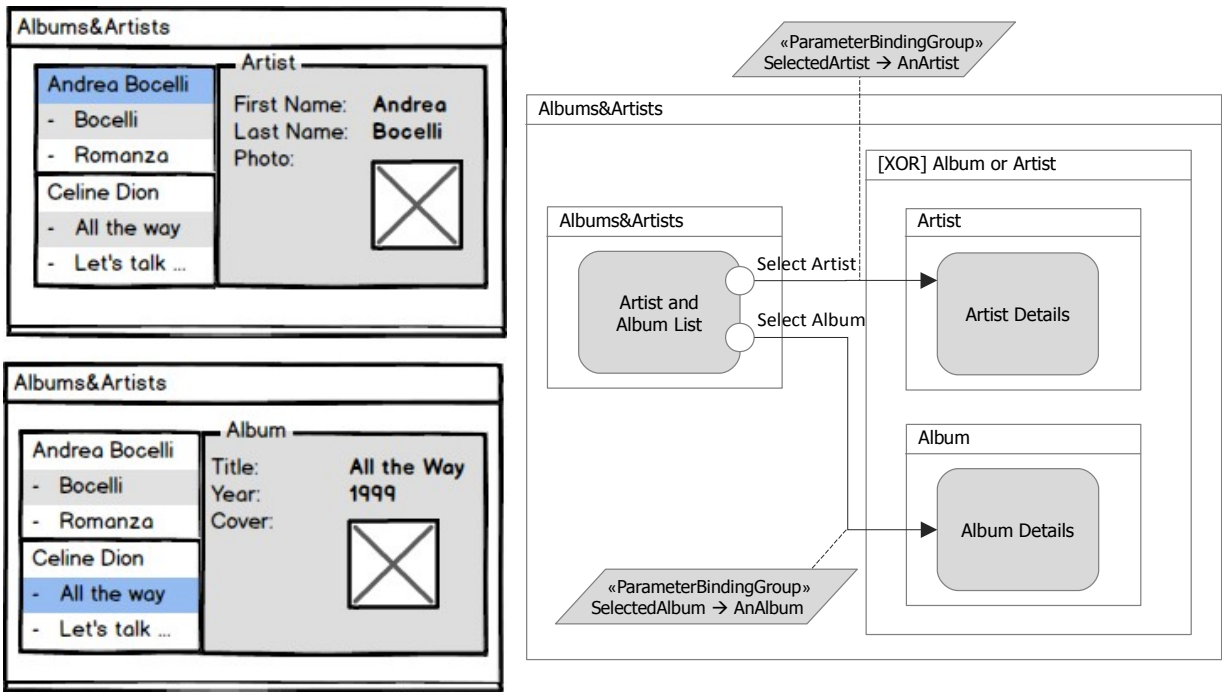 Albums&Artists
Andrea Bocelli
- Bocelli
- Romanza
Celine Dion
- All the way
- Let's talk ...
Artist
First Name: Andrea
Last Name: Bocelli
Photo:
Albums&Artists
Andrea Bocelli
- Bocelli
- Romanza
Celine Dion
- All the way
- Let's talk ...
Album
Title: All the Way
Year: 1999
Cover:
«ParameterBindingGroup»
SelectedArtist → AnArtist
Albums&Artists
[XOR] Album or Artist
Albums&Artists
Artist and
Album List
Select Artist
Select Album
Artist
Artist Details
Album
Album Details
«ParameterBindingGroup»
SelectedAlbum → AnAlbum